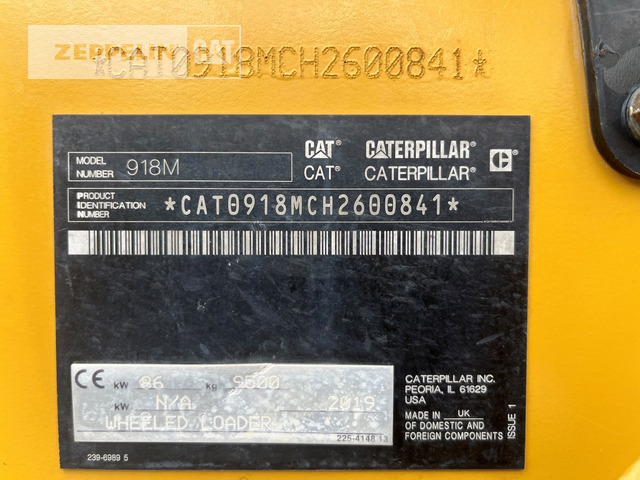 ZEPPELIN CAT
*CAT0918MCH2600841*
CAT® CATERPILLAR®
MODEL NUMBER 918M
CAT® CATERPILLAR®
PRODUCT IDENTIFICATION NUMBER *CAT0918MCH2600841*
CE kW 86 kg 9500
kW N/A 2019
WHEELED LOADER
225-4148 13
CATERPILLAR INC.
PEORIA, IL 61629
USA
MADE IN UK
OF DOMESTIC AND
FOREIGN COMPONENTS
ISSUE 1
239-6989 5